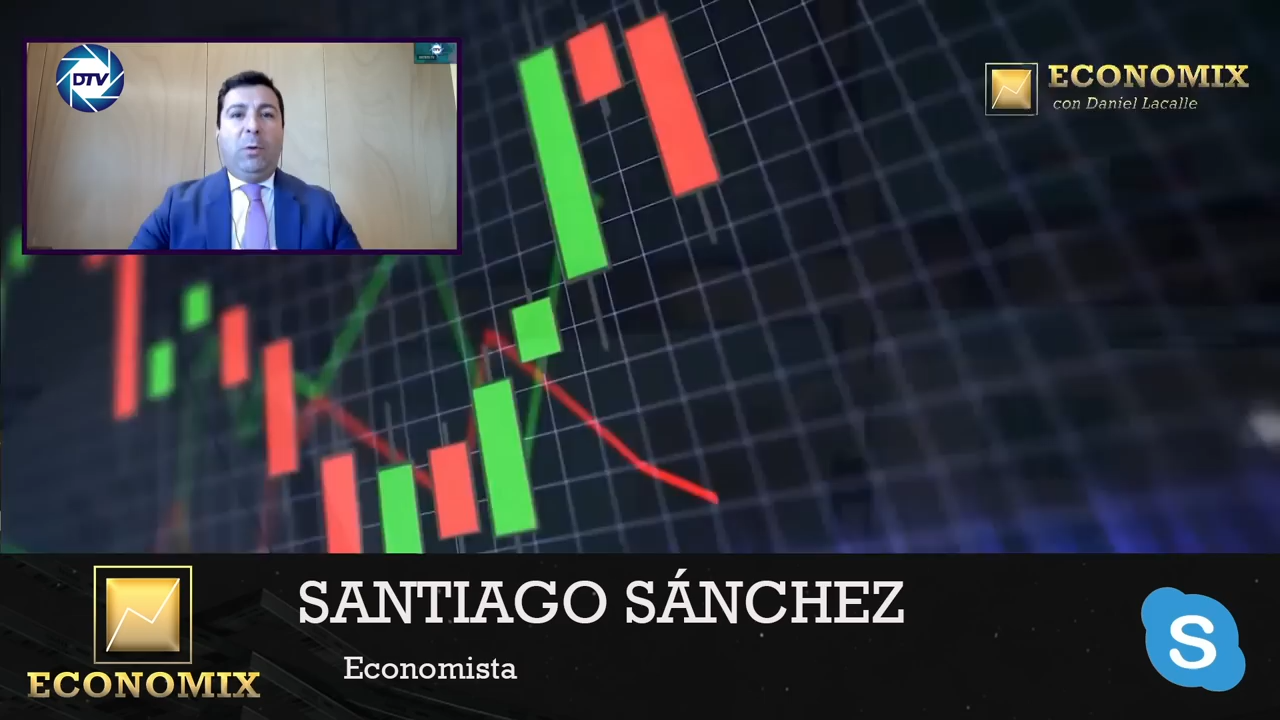 DTV
ECONOMIX
con Daniel Lacalle
SANTIAGO SÁNCHEZ
Economista
ECONOMIX
S